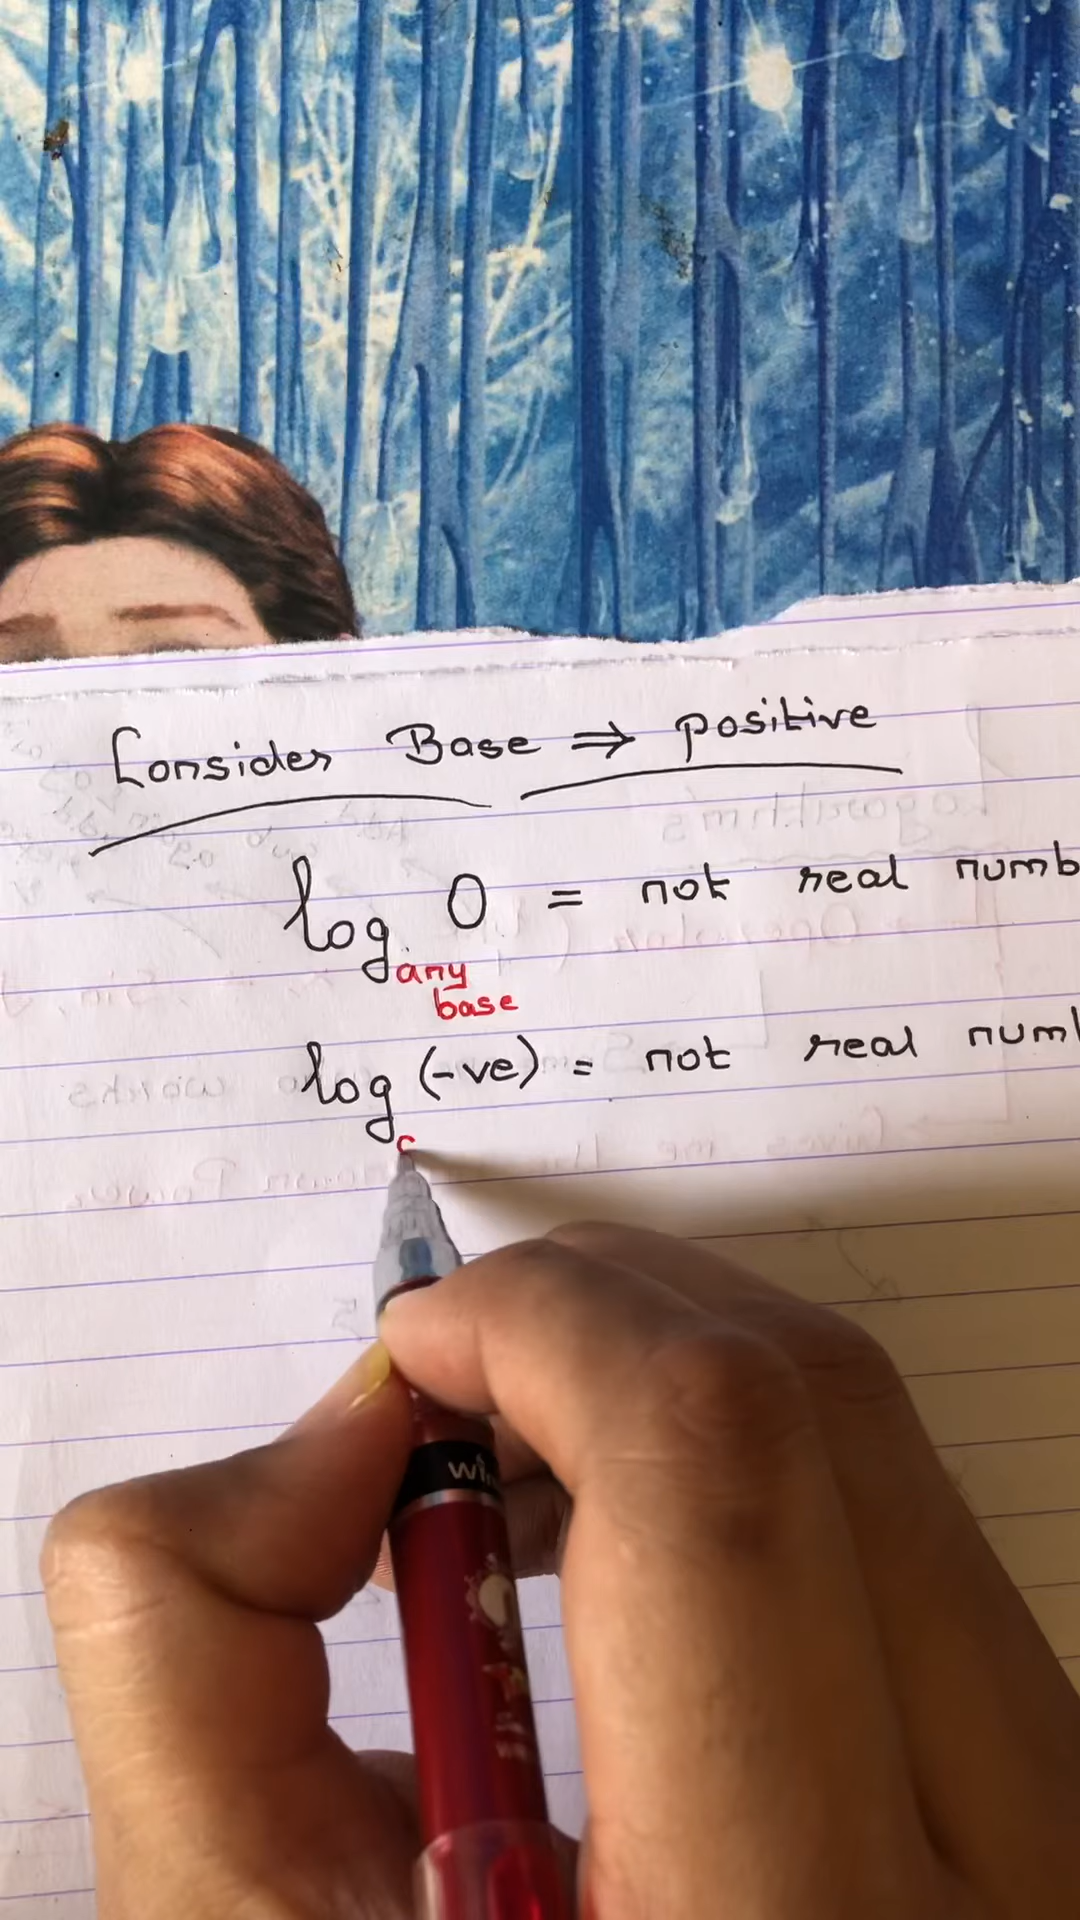 Consider Base ⇒ positive
log any base 0 = not real numb
log (-ve) = not real num